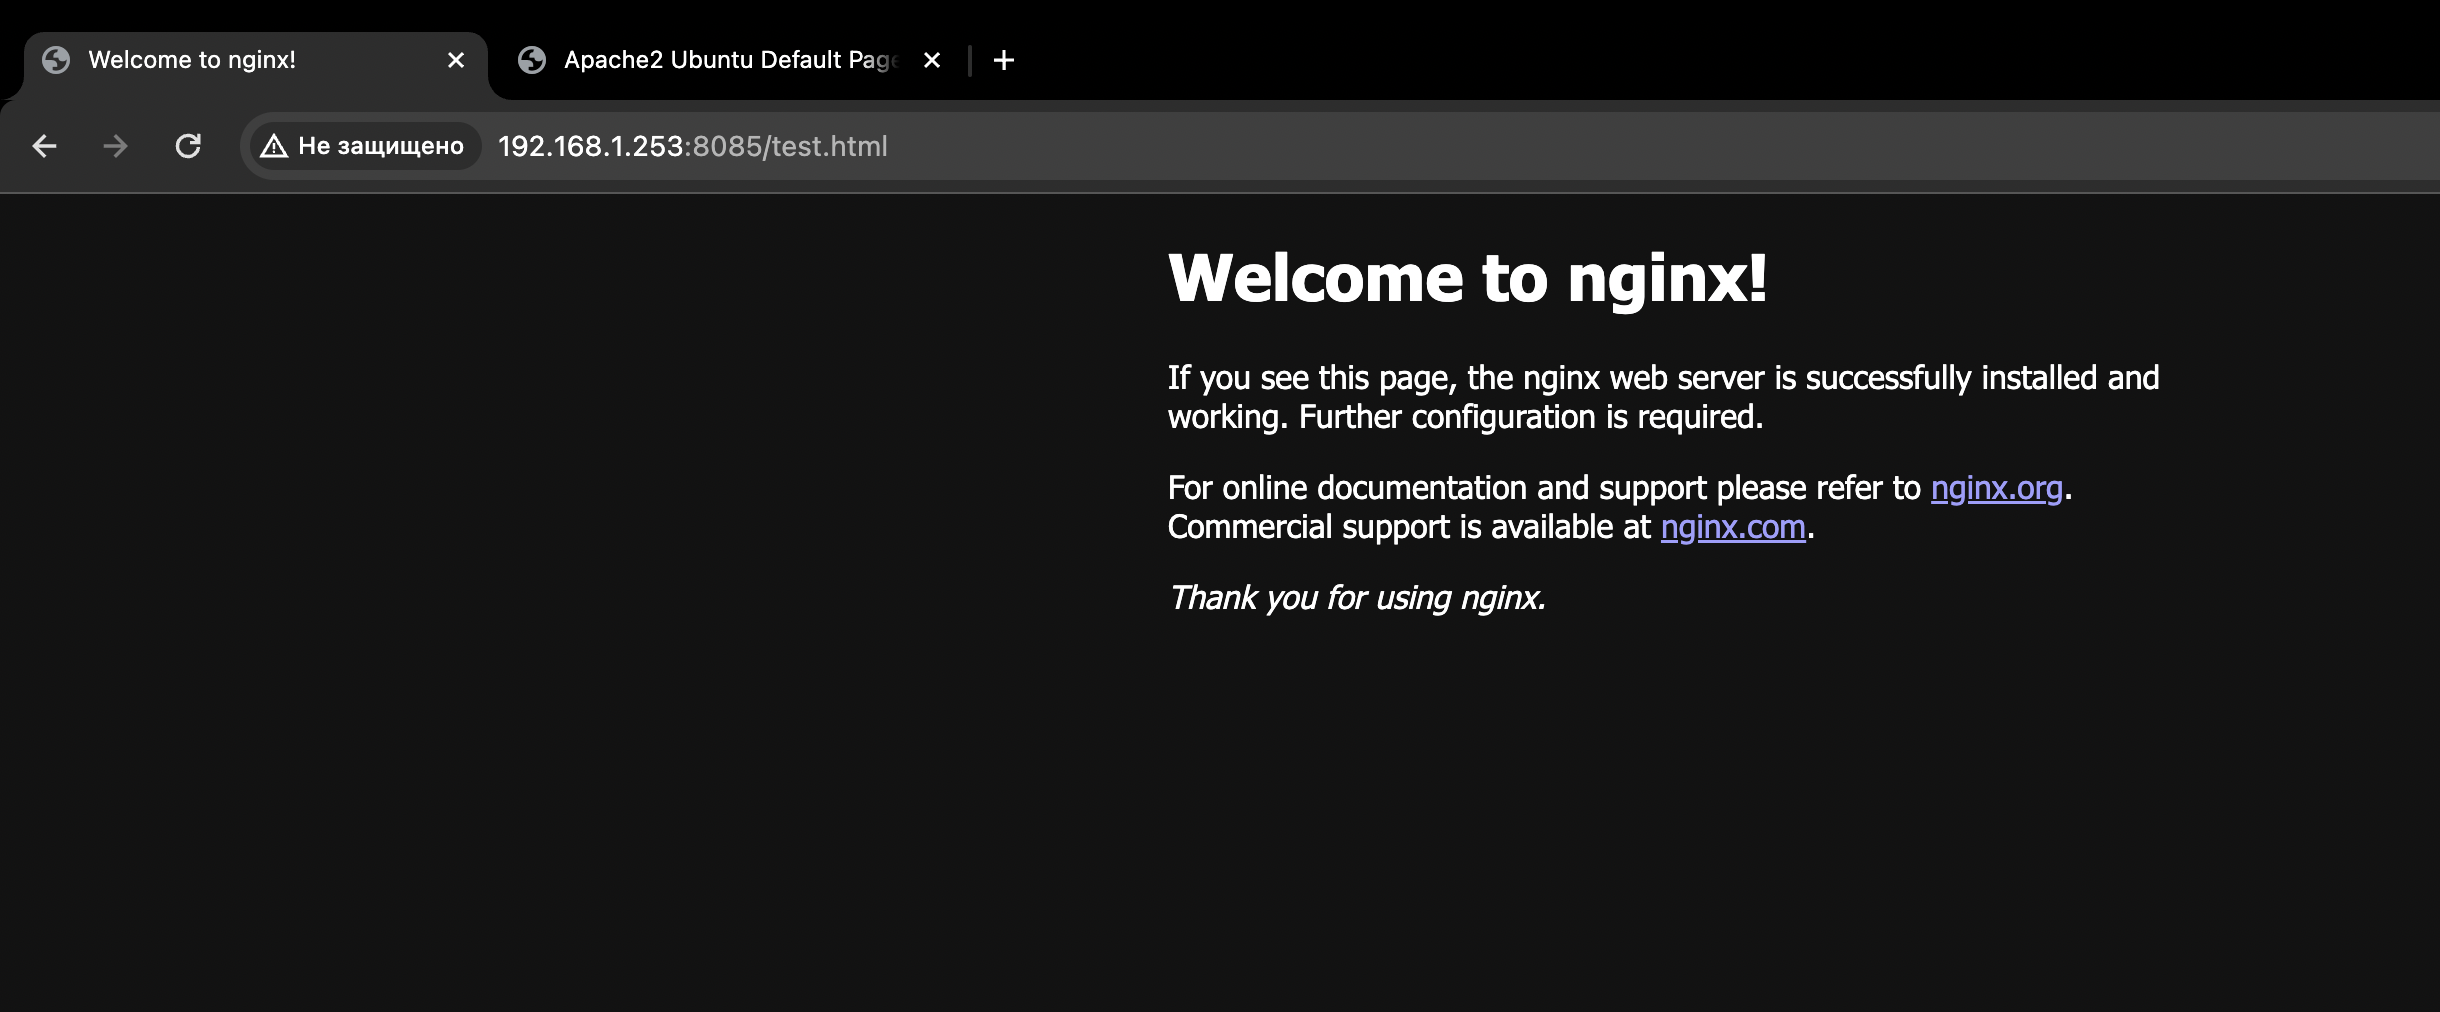 Welcome to nginx!
Apache2 Ubuntu Default Page
Не защищено
192.168.1.253:8085/test.html
Welcome to nginx!
If you see this page, the nginx web server is successfully installed and
working. Further configuration is required.
For online documentation and support please refer to nginx.org.
Commercial support is available at nginx.com.
Thank you for using nginx.